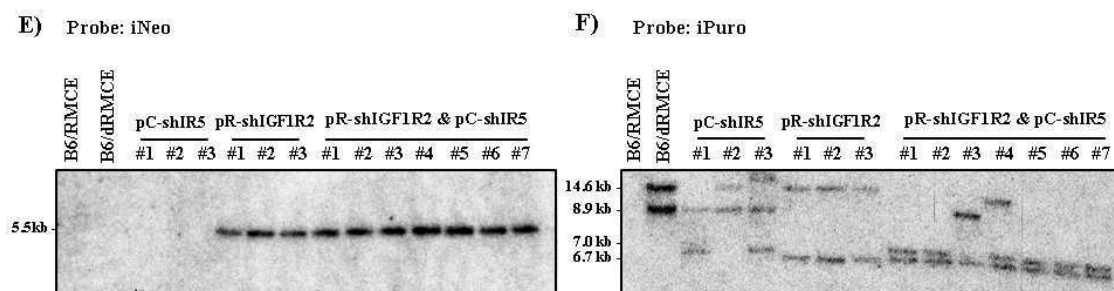 E) Probe: iNeo
B6/RMCE
B6/dRMCE
pC-shIR5 pR-shIGF1R2 pR-shIGF1R2 & pC-shIR5
#1 #2 #3 #1 #2 #3 #1 #2 #3 #4 #5 #6 #7
5.5kb
F) Probe: iPuro
B6/RMCE
B6/dRMCE
pC-shIR5 pR-shIGF1R2 pR-shIGF1R2 & pC-shIR5
#1 #2 #3 #1 #2 #3 #1 #2 #3 #4 #5 #6 #7
14.6 kb
8.9 kb
7.0 kb
6.7 kb